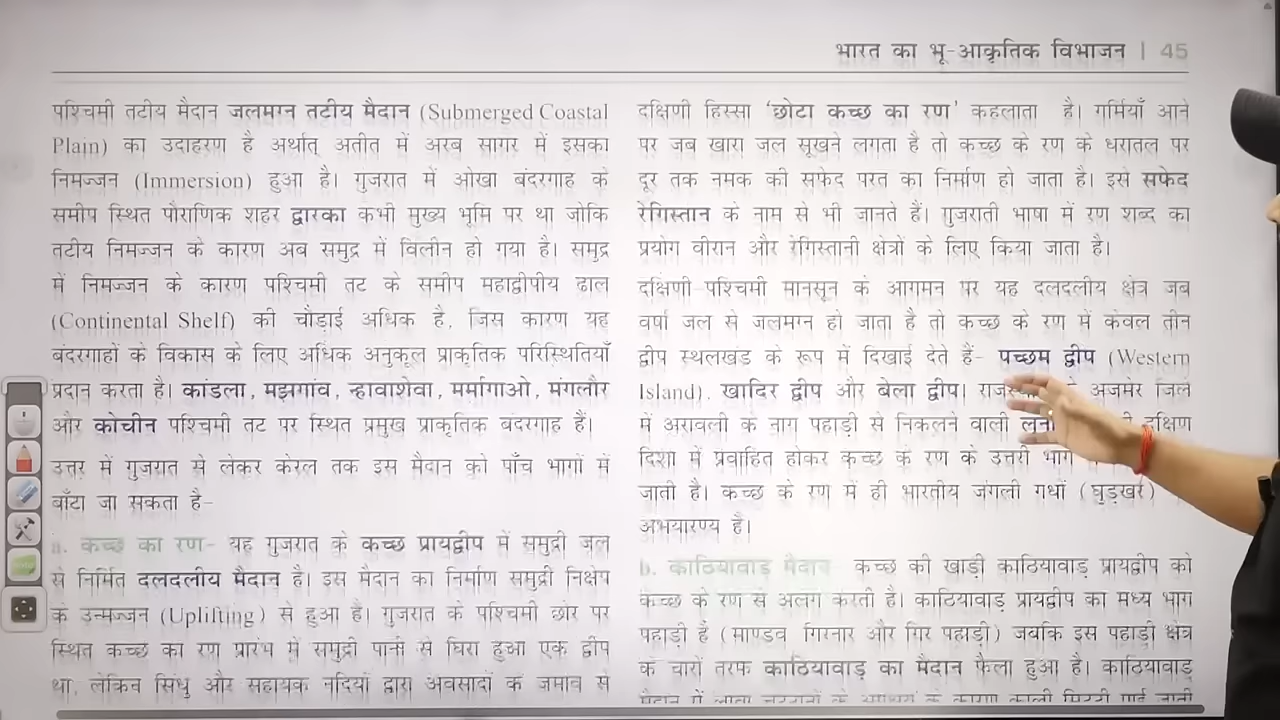 भारत का भू-आकृतिक विभाजन | 45
पश्चिमी तटीय मैदान जलमग्न तटीय मैदान (Submerged Coastal
Plain) का उदाहरण है अर्थात् अतीत में अरब सागर में इसका
निमज्जन (Immersion) हुआ है। गुजरात में ओखा बंदरगाह के
समीप स्थित पौराणिक शहर द्वारका कभी मुख्य भूमि पर था जोकि
तटीय निमज्जन के कारण अब समुद्र में विलीन हो गया है। समुद्र
में निमज्जन के कारण पश्चिमी तट के समीप महाद्वीपीय ढाल
(Continental Shelf) की चौड़ाई अधिक है, जिस कारण यह
बंदरगाहों के विकास के लिए अधिक अनुकूल प्राकृतिक परिस्थितियाँ
प्रदान करता है। कांडला, मझगांव, न्हावाशेवा, मर्मागाओ, मंगलौर
और कोचीन पश्चिमी तट पर स्थित प्रमुख प्राकृतिक बंदरगाह हैं।
उत्तर में गुजरात से लेकर केरल तक इस मैदान को पाँच भागों में
बाँटा जा सकता है-
a. कच्छ का रण- यह गुजरात के कच्छ प्रायद्वीप में समुद्री जल
से निर्मित दलदलीय मैदान है। इस मैदान का निर्माण समुद्री निक्षेप
के उन्मज्जन (Uplifting) से हुआ है। गुजरात के पश्चिमी छोर पर
स्थित कच्छ का रण प्रारंभ में समुद्री पानी से घिरा हुआ एक द्वीप
था, लेकिन सिंधु और सहायक नदियों द्वारा अवसादों के जमाव से
दक्षिणी हिस्सा ‘छोटा कच्छ का रण’ कहलाता है। गर्मियाँ आने
पर जब खारा जल सूखने लगता है तो कच्छ के रण के धरातल पर
दूर तक नमक की सफेद परत का निर्माण हो जाता है। इसे सफेद
रेगिस्तान के नाम से भी जानते हैं। गुजराती भाषा में रण शब्द का
प्रयोग वीरान और रेगिस्तानी क्षेत्रों के लिए किया जाता है।
दक्षिणी-पश्चिमी मानसून के आगमन पर यह दलदलीय क्षेत्र जब
वर्षा जल से जलमग्न हो जाता है तो कच्छ के रण में केवल तीन
द्वीप स्थलखंड के रूप में दिखाई देते हैं- पच्छम द्वीप (Western
Island), खादिर द्वीप और बेला द्वीप। अजमेर जिले
में अरावली के नाग पहाड़ी से निकलने वाली दक्षिण
दिशा में प्रवाहित होकर कच्छ के रण के उत्तरी भाग
जाती है। कच्छ के रण में ही भारतीय जंगली गधों (घुड़खर)
अभयारण्य है।
b. काठियावाड़ मैदान- कच्छ की खाड़ी काठियावाड़ प्रायद्वीप को
कच्छ के रण से अलग करती है। काठियावाड़ प्रायद्वीप का मध्य भाग
पहाड़ी है (माण्डव गिरनार और गिर पहाड़ी) जबकि इस पहाड़ी क्षेत्र
के चारों तरफ काठियावाड़ का मैदान फैला हुआ है। काठियावाड़
मैदान में लावा के कारण काली मिट्टी पाई जाती